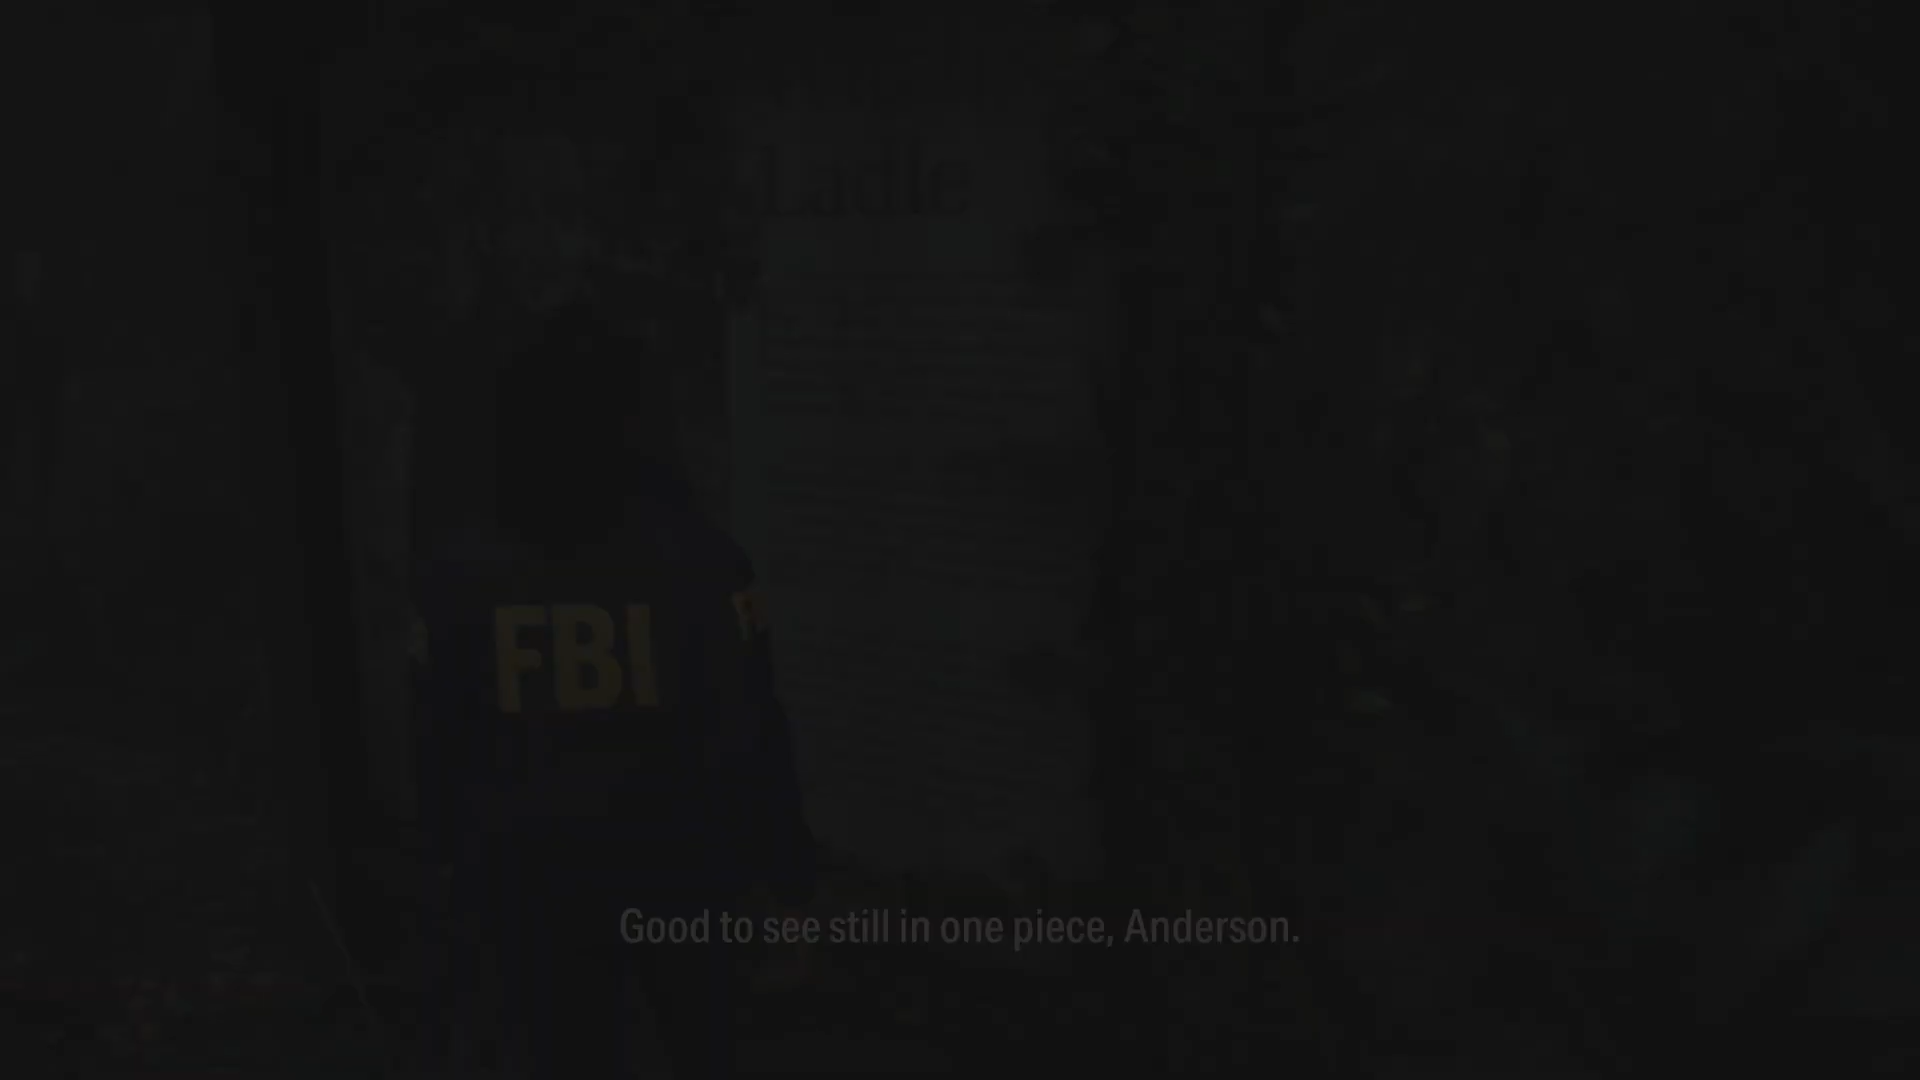 Ladle
FBI
Good to see still in one piece, Anderson.